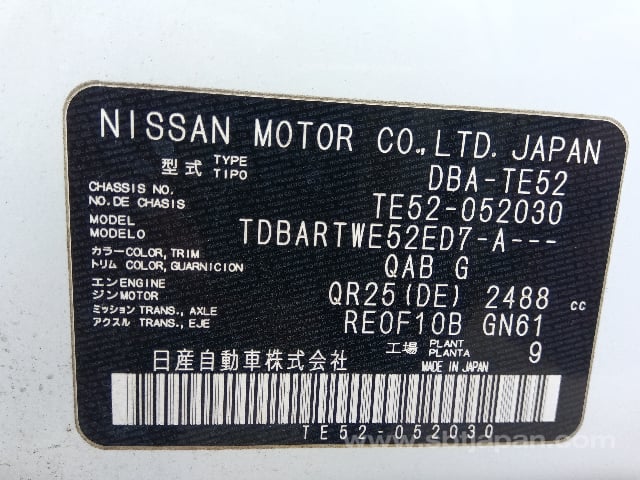 NISSAN MOTOR CO.,LTD. JAPAN
型式 TYPE TIPO DBA-TE52
CHASSIS NO. NO.DE CHASIS TE52-052030
MODEL MODELO TDBARTWE52ED7-A---
カラー COLOR, TRIM トリム COLOR, GUARNICION QAB G
エンENGINE ジンMOTOR QR25(DE) 2488 cc
ミッション TRANS., AXLE アクスル TRANS., EJE RE0F10B GN61
工場 PLANT PLANTA 9
日産自動車株式会社 MADE IN JAPAN
TE52-052030
www.sbtjapan.com